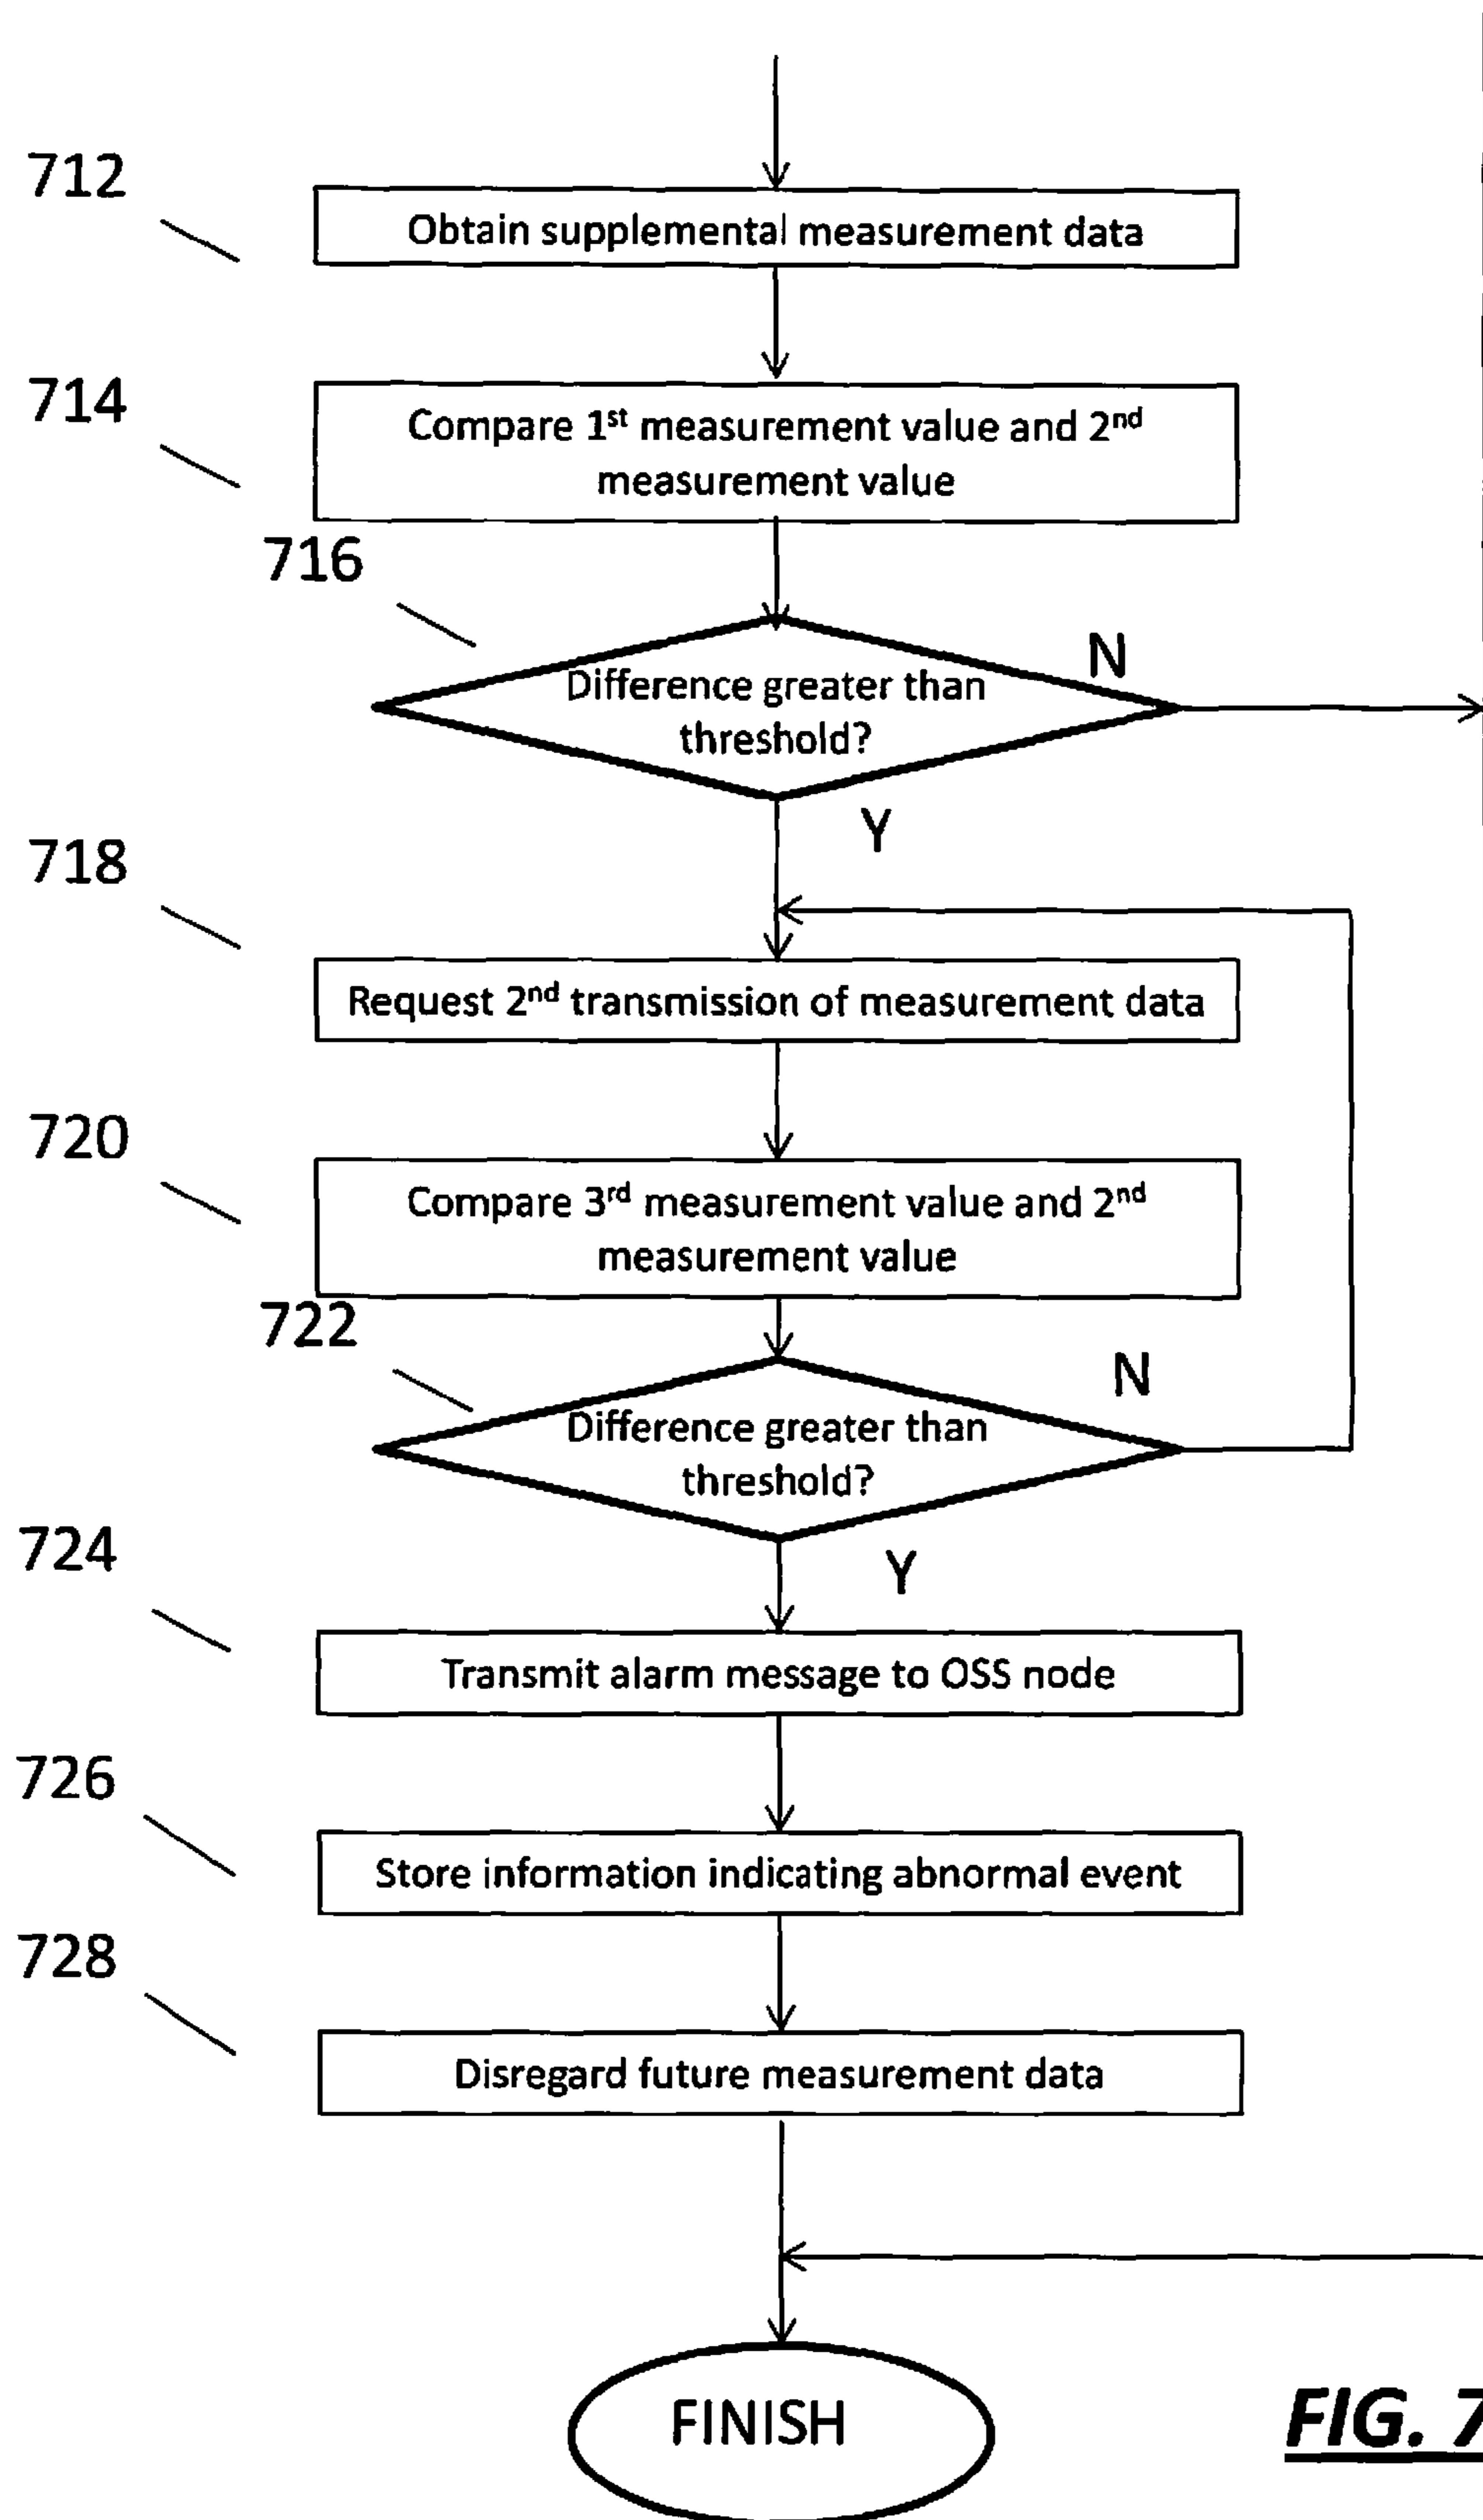 712
Obtain supplemental measurement data
714
Compare 1st measurement value and 2nd
measurement value
716
Difference greater than
threshold?
N
Y
718
Request 2nd transmission of measurement data
720
Compare 3rd measurement value and 2nd
measurement value
722
Difference greater than
threshold?
N
Y
724
Transmit alarm message to OSS node
726
Store information indicating abnormal event
728
Disregard future measurement data
FINISH
FIG. 7